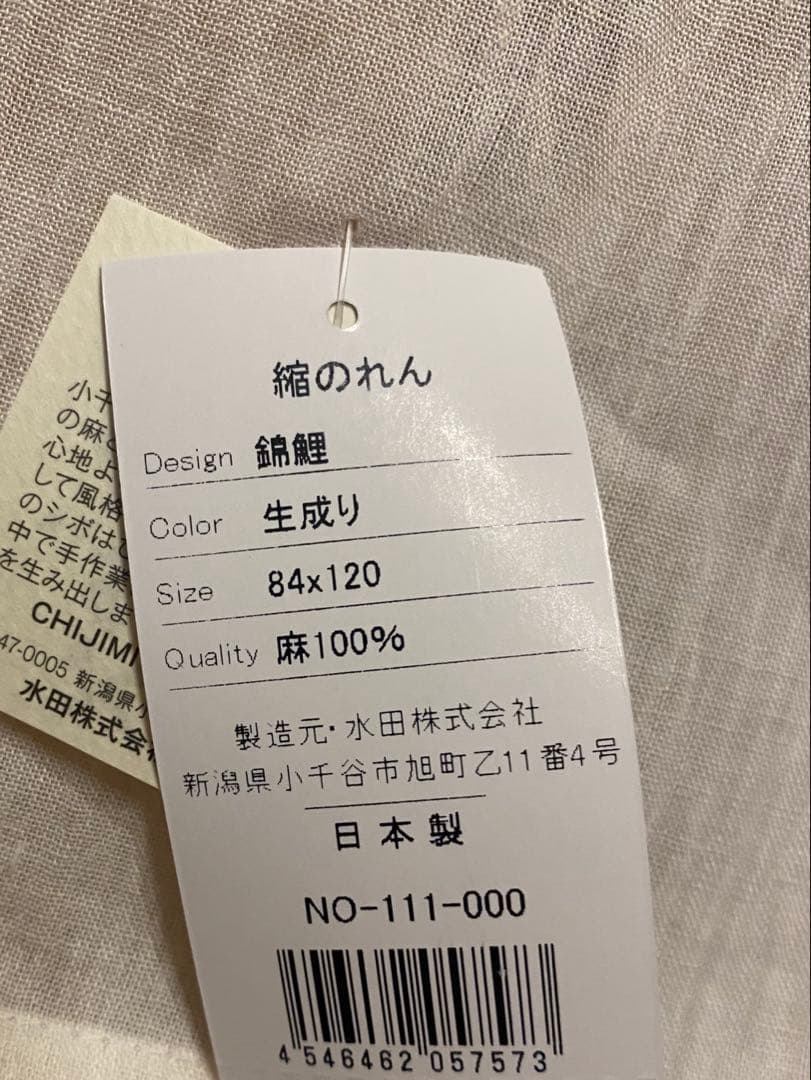 縮のれん
Design 錦鯉
Color 生成り
Size 84x120
Quality 麻100%
製造元・水田株式会社
新潟県小千谷市旭町乙11番4号
日本製
NO-111-000
4 546462 057573
小千
の麻
心地よ
して風格
のシボは
中で手作業
を生み出しま
CHIJIMI
47-0005 新潟県小
水田株式会社